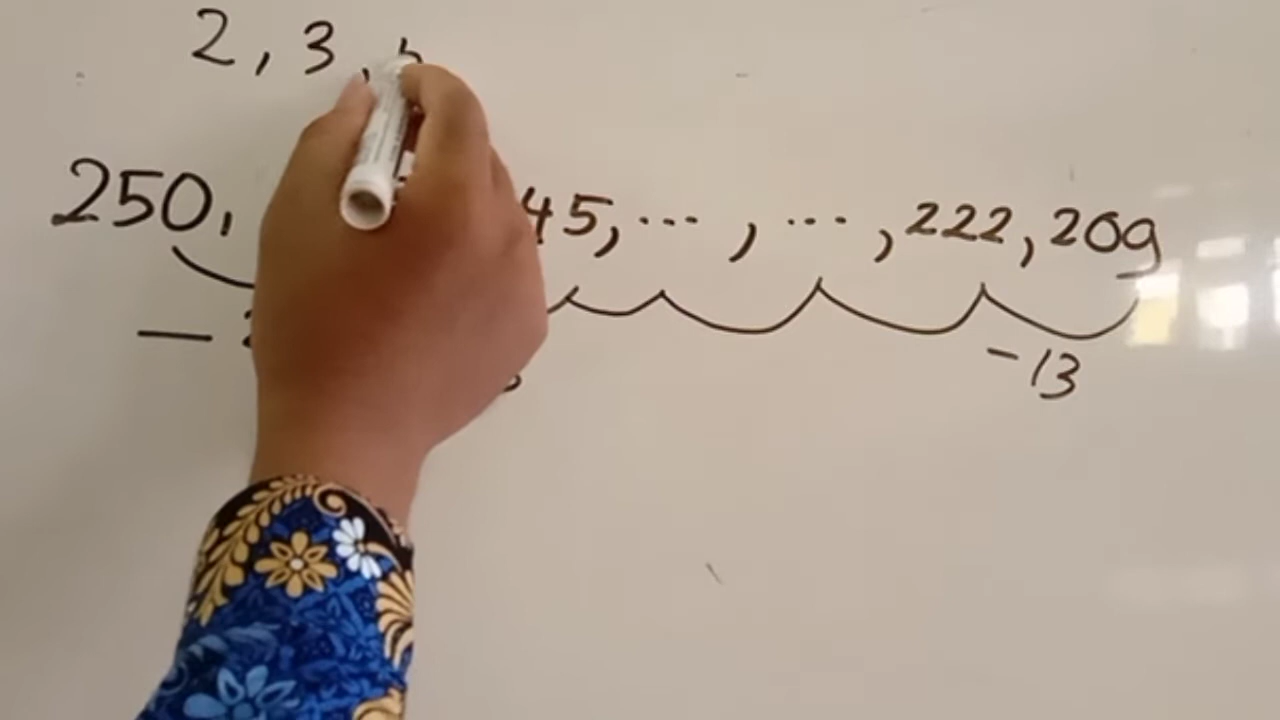 2, 3,
250, 45, ... , ... , 222, 209
- -13